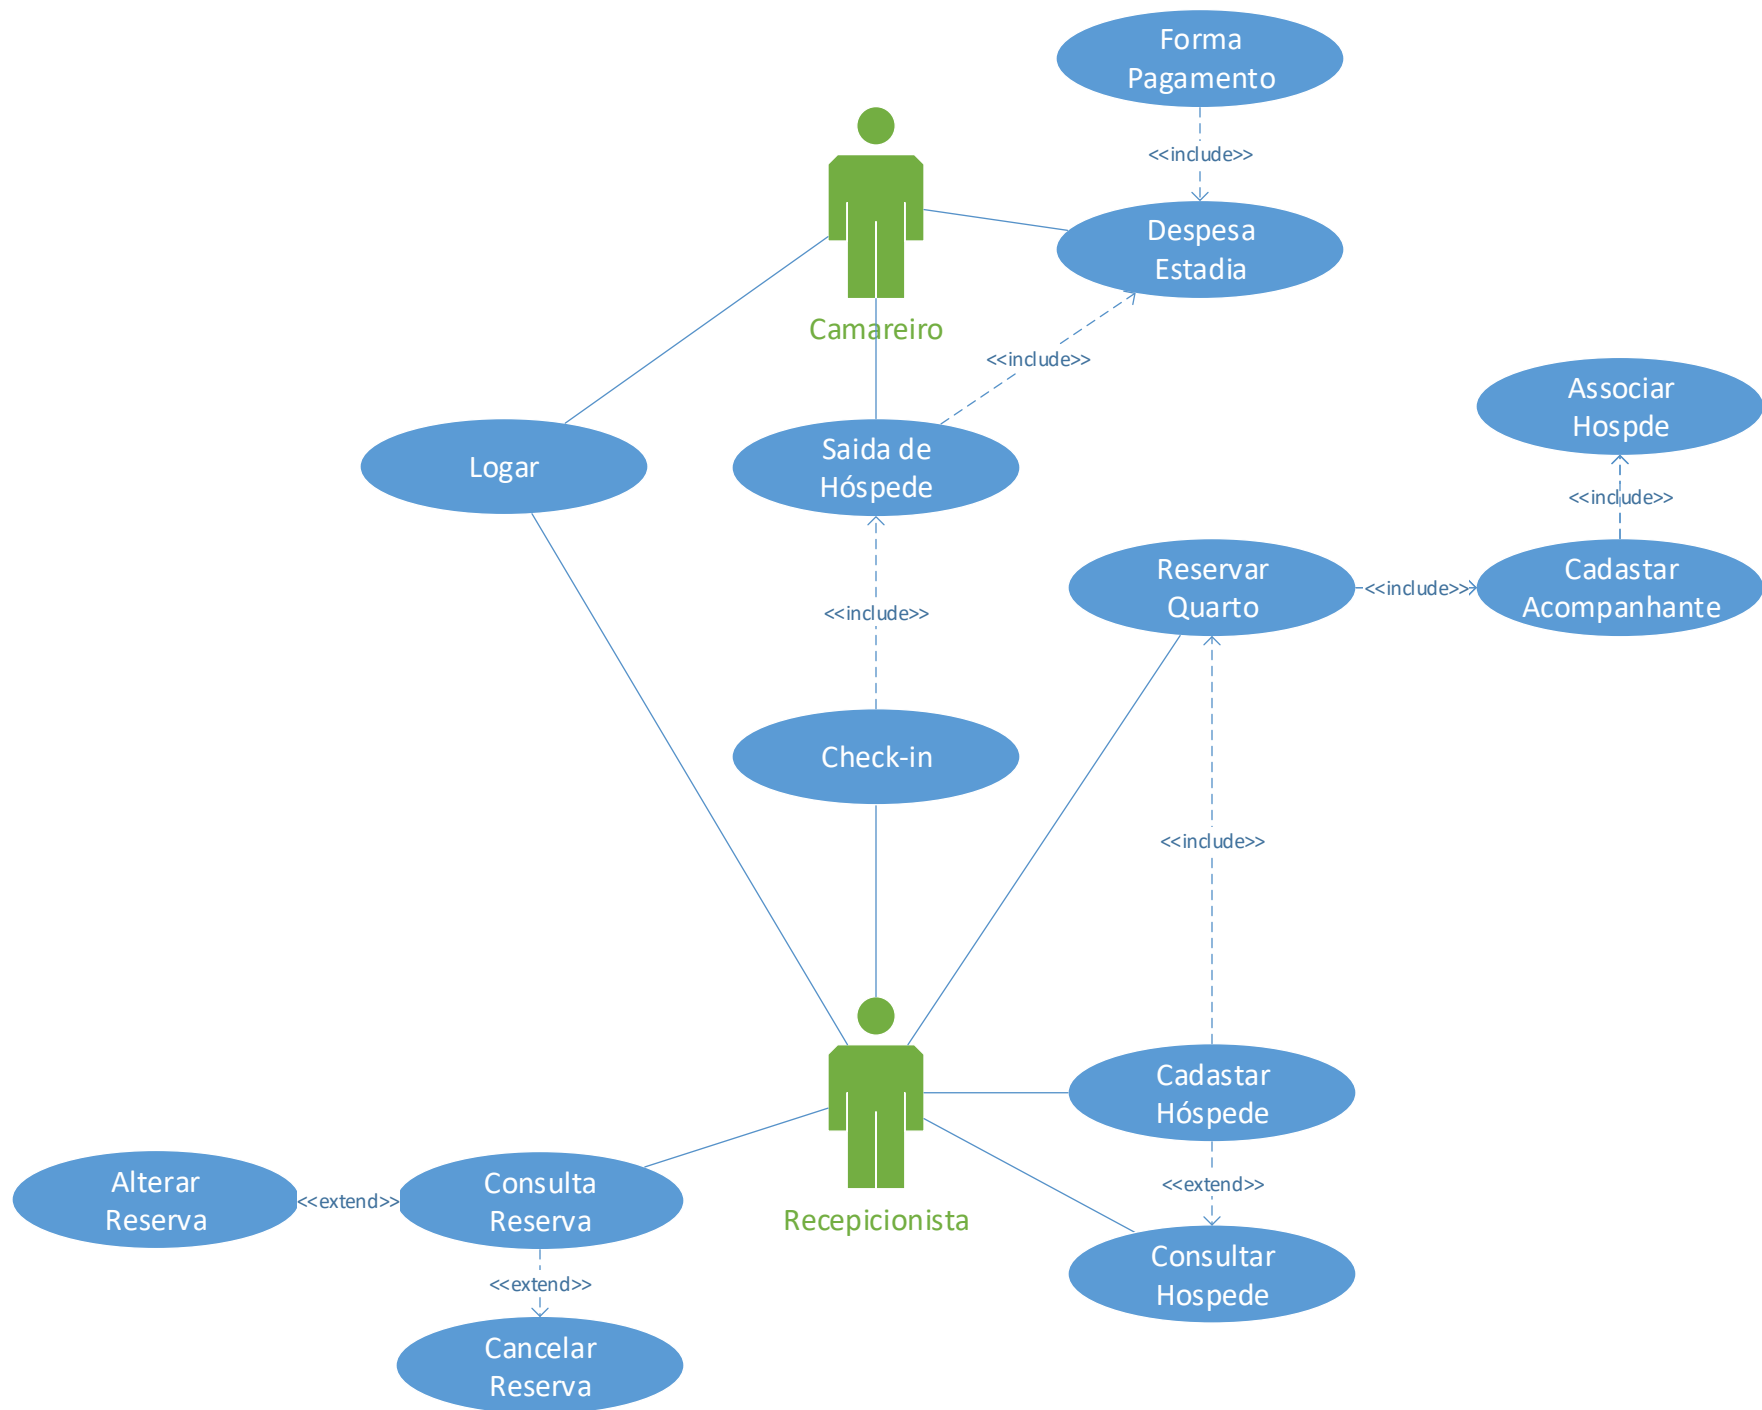 Forma
Pagamento
<<include>>
Despesa
Estadia
Camareiro
<<include>>
Associar
Hospde
Logar
Saida de
Hóspede
<<include>>
Reservar
Quarto
<<include>>
Cadastar
Acompanhante
<<include>>
Check-in
<<include>>
Cadastar
Hóspede
Alterar
Reserva
<<extend>>
Consulta
Reserva
Recepicionista
<<extend>>
Consultar
Hospede
<<extend>>
Cancelar
Reserva